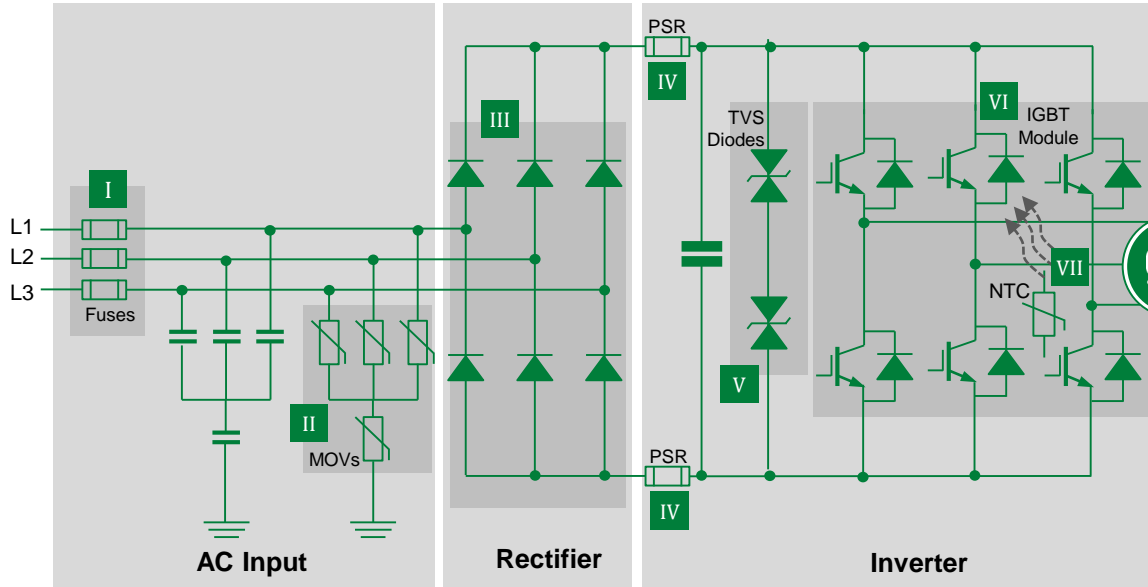 PSR
IV
VI
TVS
Diodes
IGBT
Module
III
I
L1
L2
L3
Fuses
VII
NTC
V
II
MOVs
PSR
IV
AC Input
Rectifier
Inverter